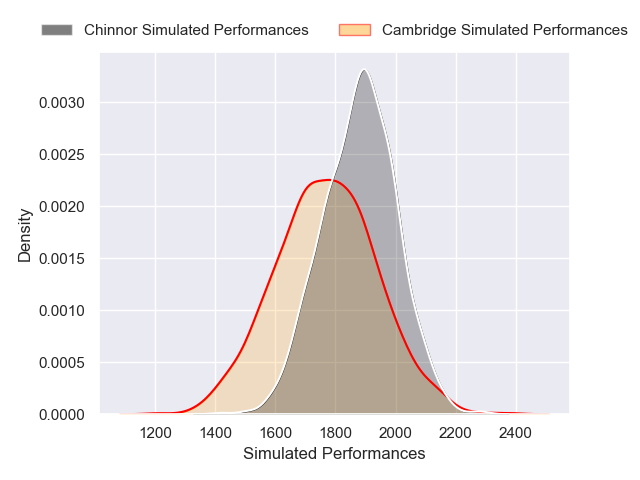 Chinnor Simulated Performances Cambridge Simulated Performances
0.0030
0.0025
0.0020
0.0015
0.0010
0.0005
0.0000
Density
1200 1400 1600 1800 2000 2200 2400
Simulated Performances